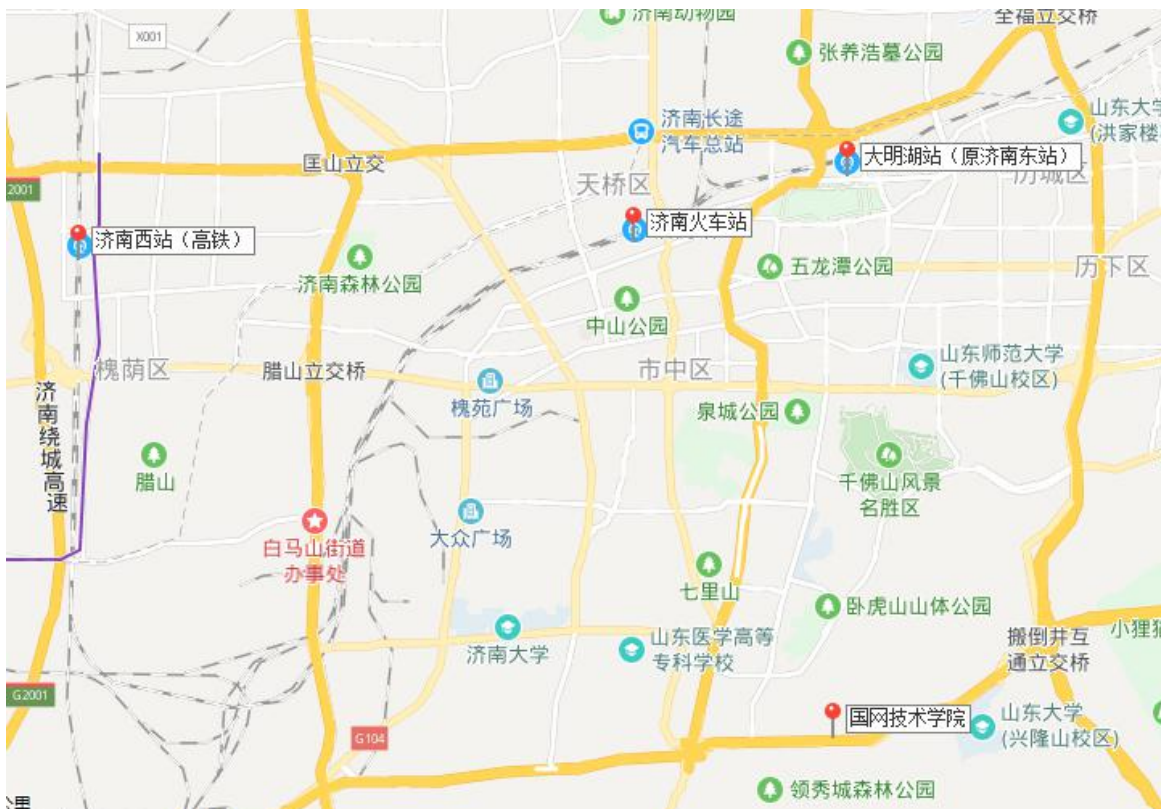 济南动物园
全福立交桥
X001
张养浩墓公园
山东大学
(洪家楼)
济南长途
汽车总站
匡山立交
大明湖站（原济南东站）
天桥区
历城区
2001
济南火车站
济南西站（高铁）
济南森林公园
五龙潭公园
历下区
中山公园
槐荫区
腊山立交桥
市中区
山东师范大学
(千佛山校区)
槐苑广场
泉城公园
济南绕城高速
腊山
千佛山风景
名胜区
大众广场
白马山街道
办事处
七里山
卧虎山山体公园
济南大学
山东医学高等
专科学校
搬倒井互
通立交桥
小狸猫
G2001
国网技术学院
山东大学
(兴隆山校区)
G104
领秀城森林公园
公里